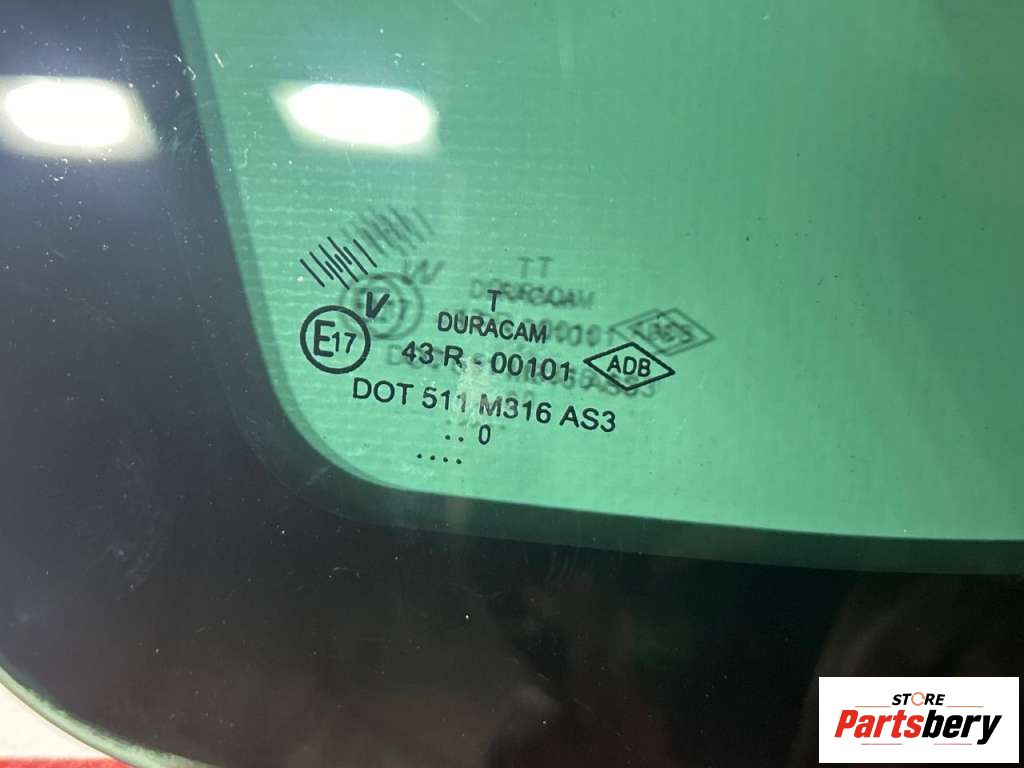 T
V
DURACAM
E17
43 R - 00101
ADB
DOT 511 M316 AS3
.. 0
....
STORE
Partsbery